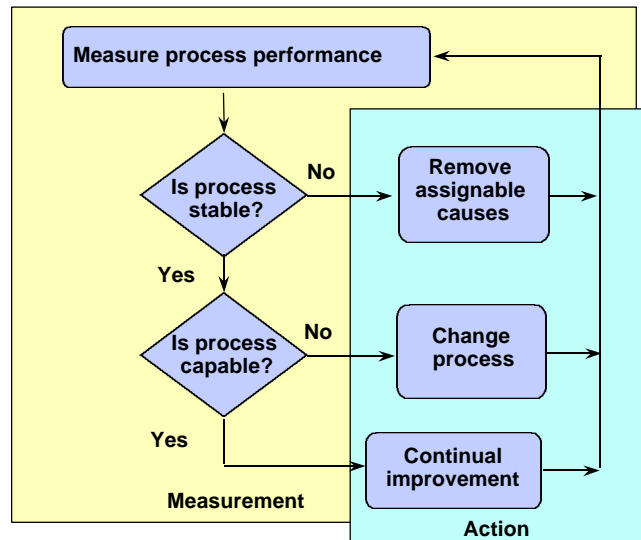 Measure process performance
Is process
stable?
No
Remove
assignable
causes
Yes
Is process
capable?
No
Change
process
Yes
Continual
improvement
Measurement
Action